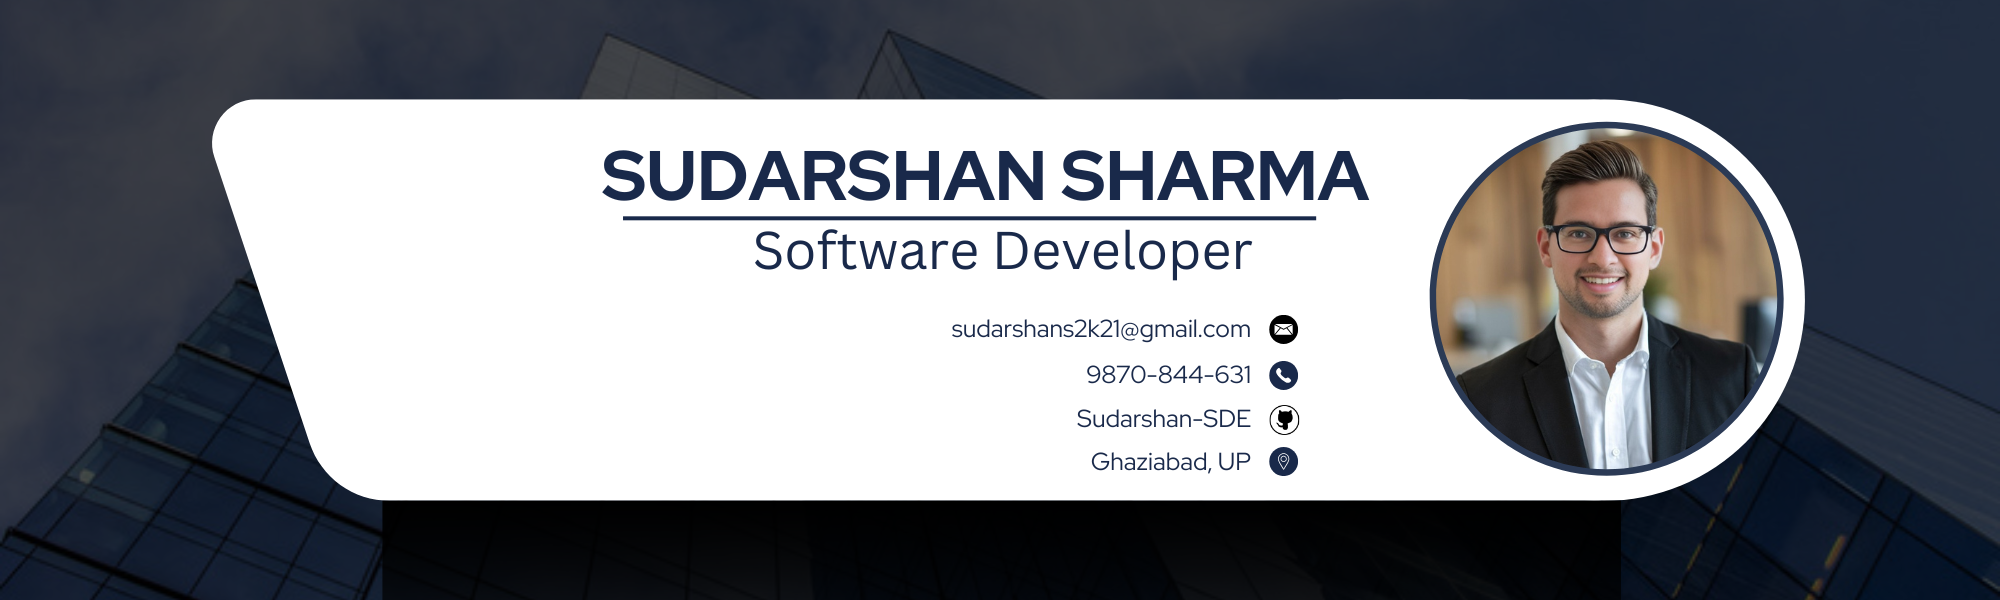 SUDARSHAN SHARMA
Software Developer
sudarshans2k21@gmail.com
9870-844-631
Sudarshan-SDE
Ghaziabad, UP